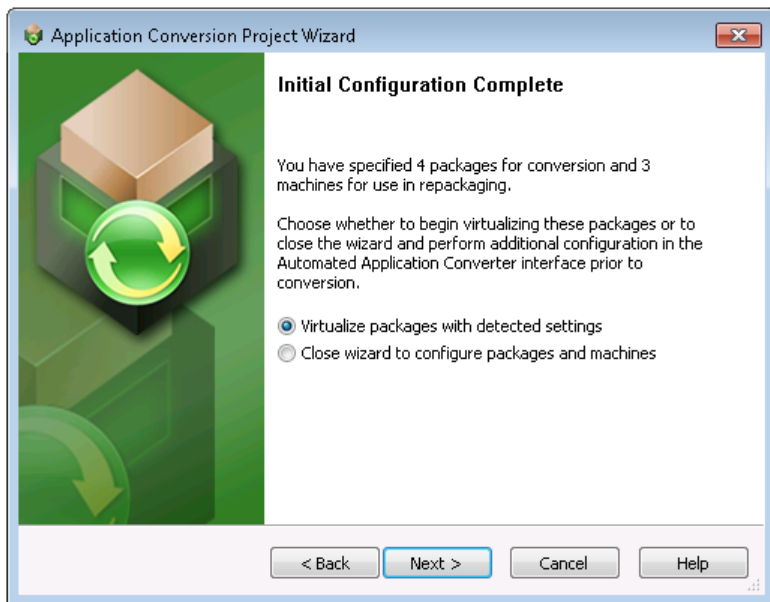 Application Conversion Project Wizard
Initial Configuration Complete
You have specified 4 packages for conversion and 3
machines for use in repackaging.
Choose whether to begin virtualizing these packages or to
close the wizard and perform additional configuration in the
Automated Application Converter interface prior to
conversion.
Virtualize packages with detected settings
Close wizard to configure packages and machines
< Back Next > Cancel Help